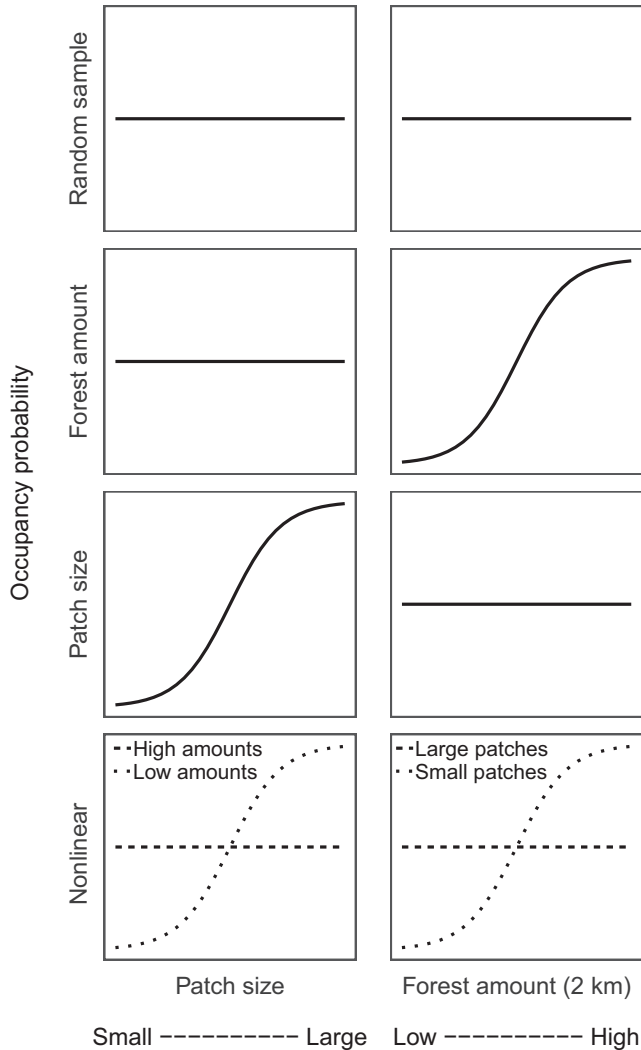 Occupancy probability
Random sample
Forest amount
Patch size
Nonlinear
High amounts
Low amounts
Large patches
Small patches
Patch size
Forest amount (2 km)
Small ---------- Large
Low ---------- High